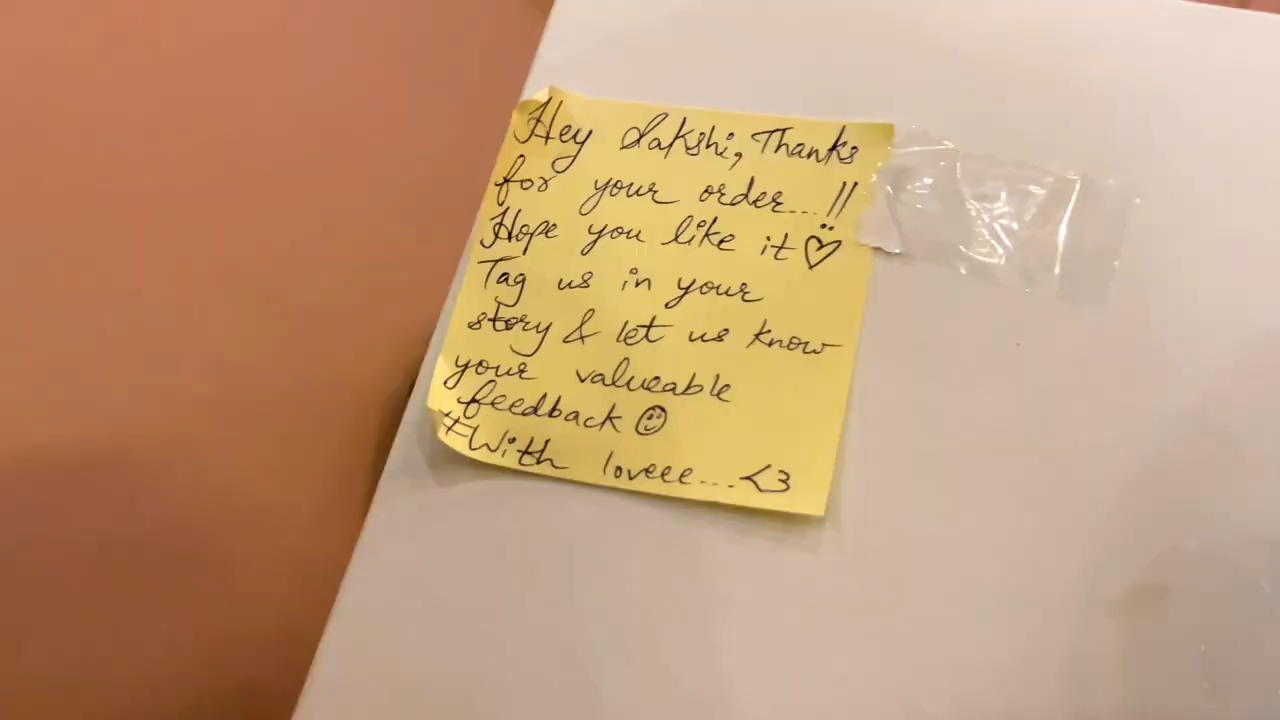 Hey Sakshi, Thanks
for your order...!!
Hope you like it ♡
Tag us in your
story & let us know
your valueable
feedback ☺
#With loveee....<3